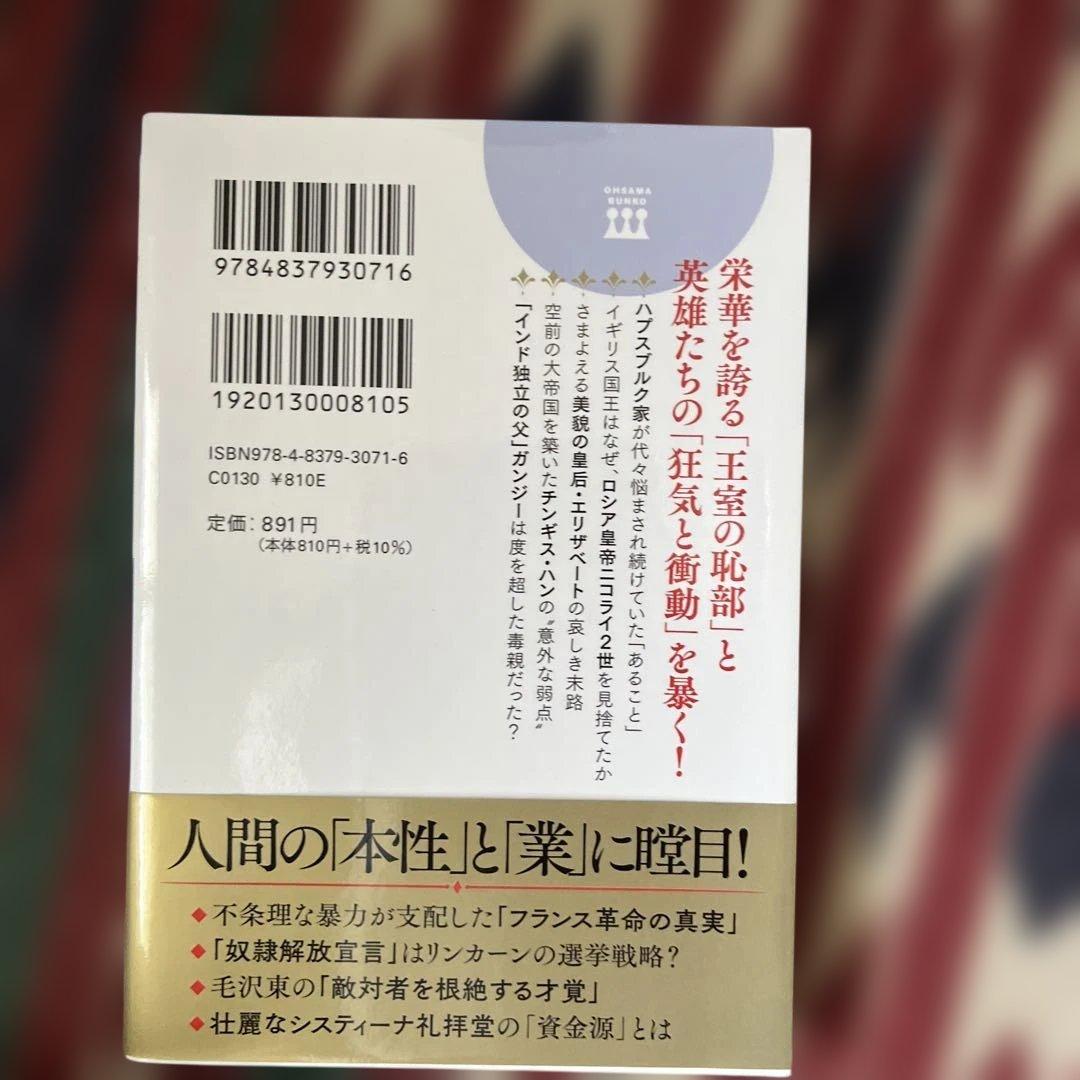 OHSAMA
BUNKO
栄華を誇る「王室の恥部」と
英雄たちの「狂気と衝動」を暴く!
ハプスブルク家が代々悩まされ続けていた「あること」
イギリス国王はなぜ、ロシア皇帝ニコライ2世を見捨てたか
さまよえる美貌の皇后・エリザベートの哀しき末路
空前の大帝国を築いたチンギス・ハンの〝意外な弱点〟
「インド独立の父」ガンジーは度を超した毒親だった?
9784837930716
1920130008105
ISBN978-4-8379-3071-6
C0130 ¥810E
定価:891円
(本体810円+税10%)
人間の「本性」と「業」に瞠目!
◆不条理な暴力が支配した「フランス革命の真実」
◆「奴隷解放宣言」はリンカーンの選挙戦略?
◆毛沢東の「敵対者を根絶する才覚」
◆壮麗なシスティーナ礼拝堂の「資金源」とは